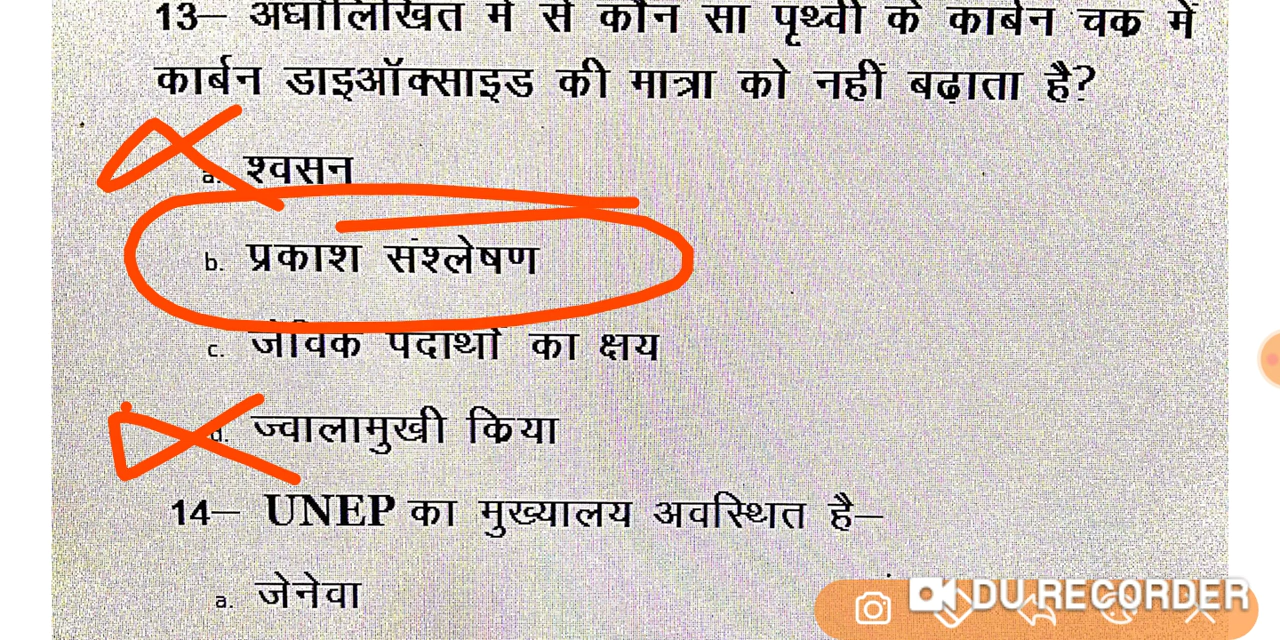 13– अधोलिखित में से कौन सा पृथ्वी के कार्बन चक्र में
कार्बन डाइऑक्साइड की मात्रा को नहीं बढ़ाता है?
a. श्वसन
b. प्रकाश संश्लेषण
c. जैविक पदार्थो का क्षय
d. ज्वालामुखी क्रिया
14– UNEP का मुख्यालय अवस्थित है–
a. जेनेवा
DU RECORDER